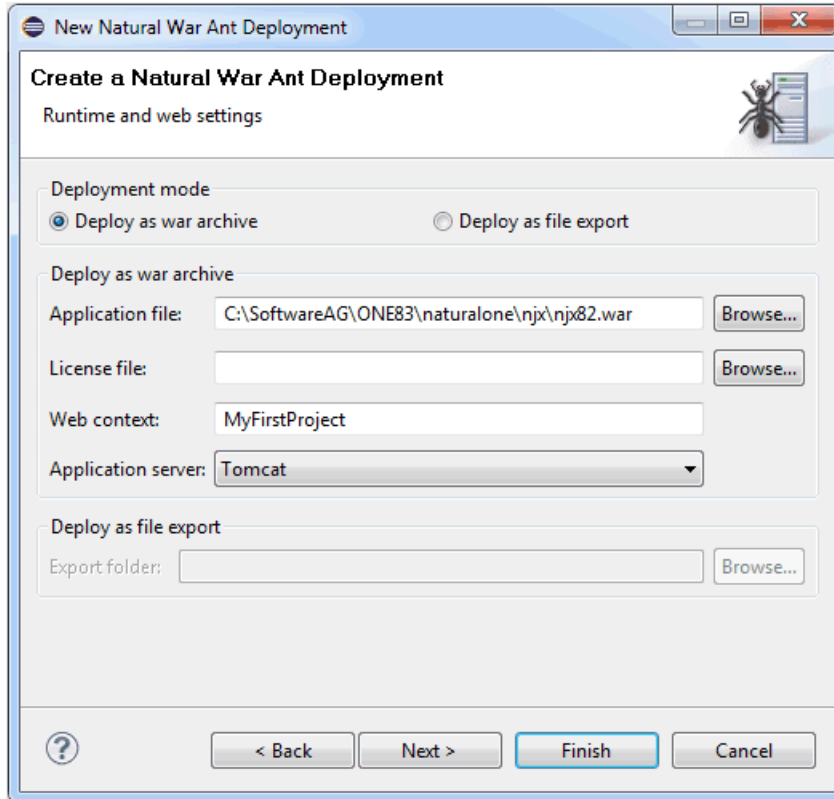 New Natural War Ant Deployment
Create a Natural War Ant Deployment
Runtime and web settings
Deployment mode
Deploy as war archive Deploy as file export
Deploy as war archive
Application file: C:\SoftwareAG\ONE83\naturalone\njx\njx82.war Browse...
License file: Browse...
Web context: MyFirstProject
Application server: Tomcat
Deploy as file export
Export folder: Browse...
? < Back Next > Finish Cancel